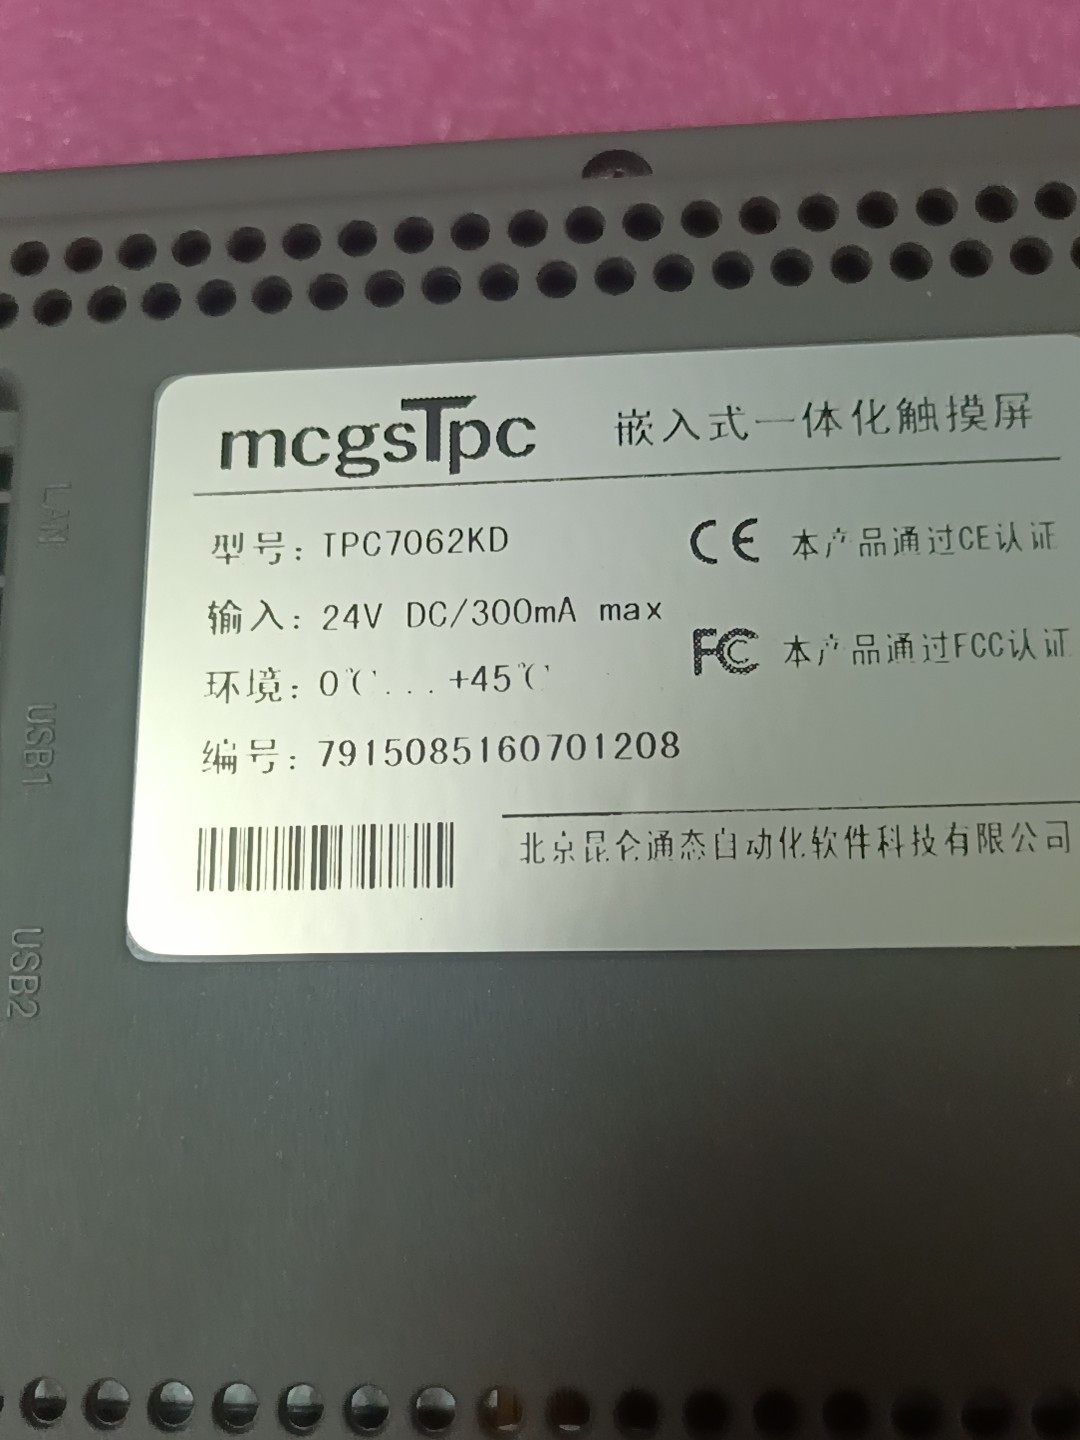 mcgsTpc 嵌入式一体化触摸屏
型号: TPC7062KD
CE 本产品通过CE认证
输入: 24V DC/300mA max
FC 本产品通过FCC认证
环境: 0℃... +45℃
编号: 7915085160701208
北京昆仑通态自动化软件科技有限公司
LAN
USB1
USB2